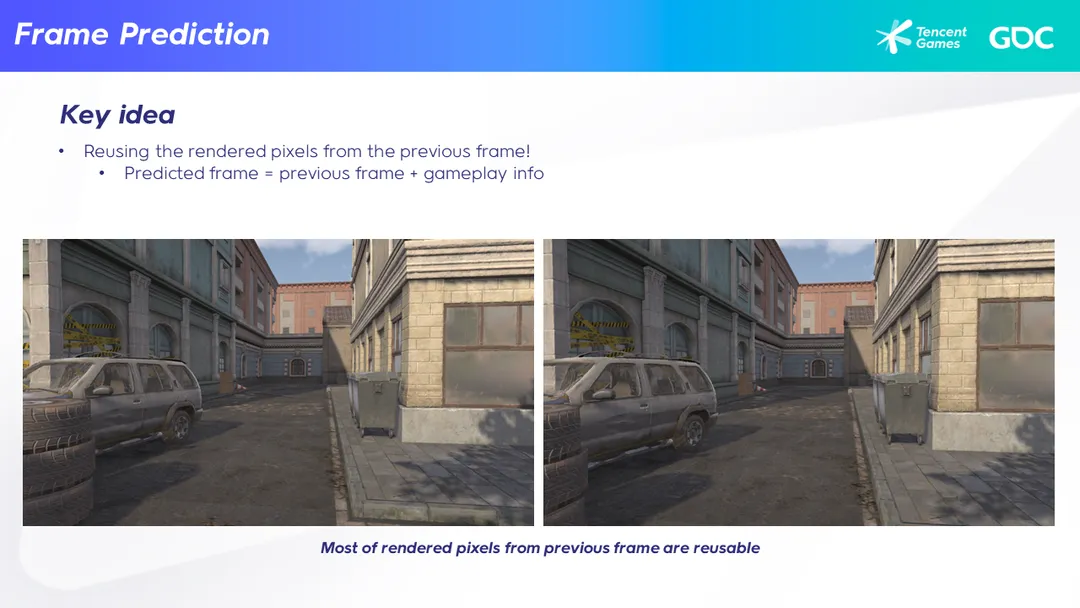 Frame Prediction
Tencent
Games
GDC
Key idea
• Reusing the rendered pixels from the previous frame!
• Predicted frame = previous frame + gameplay info
Most of rendered pixels from previous frame are reusable